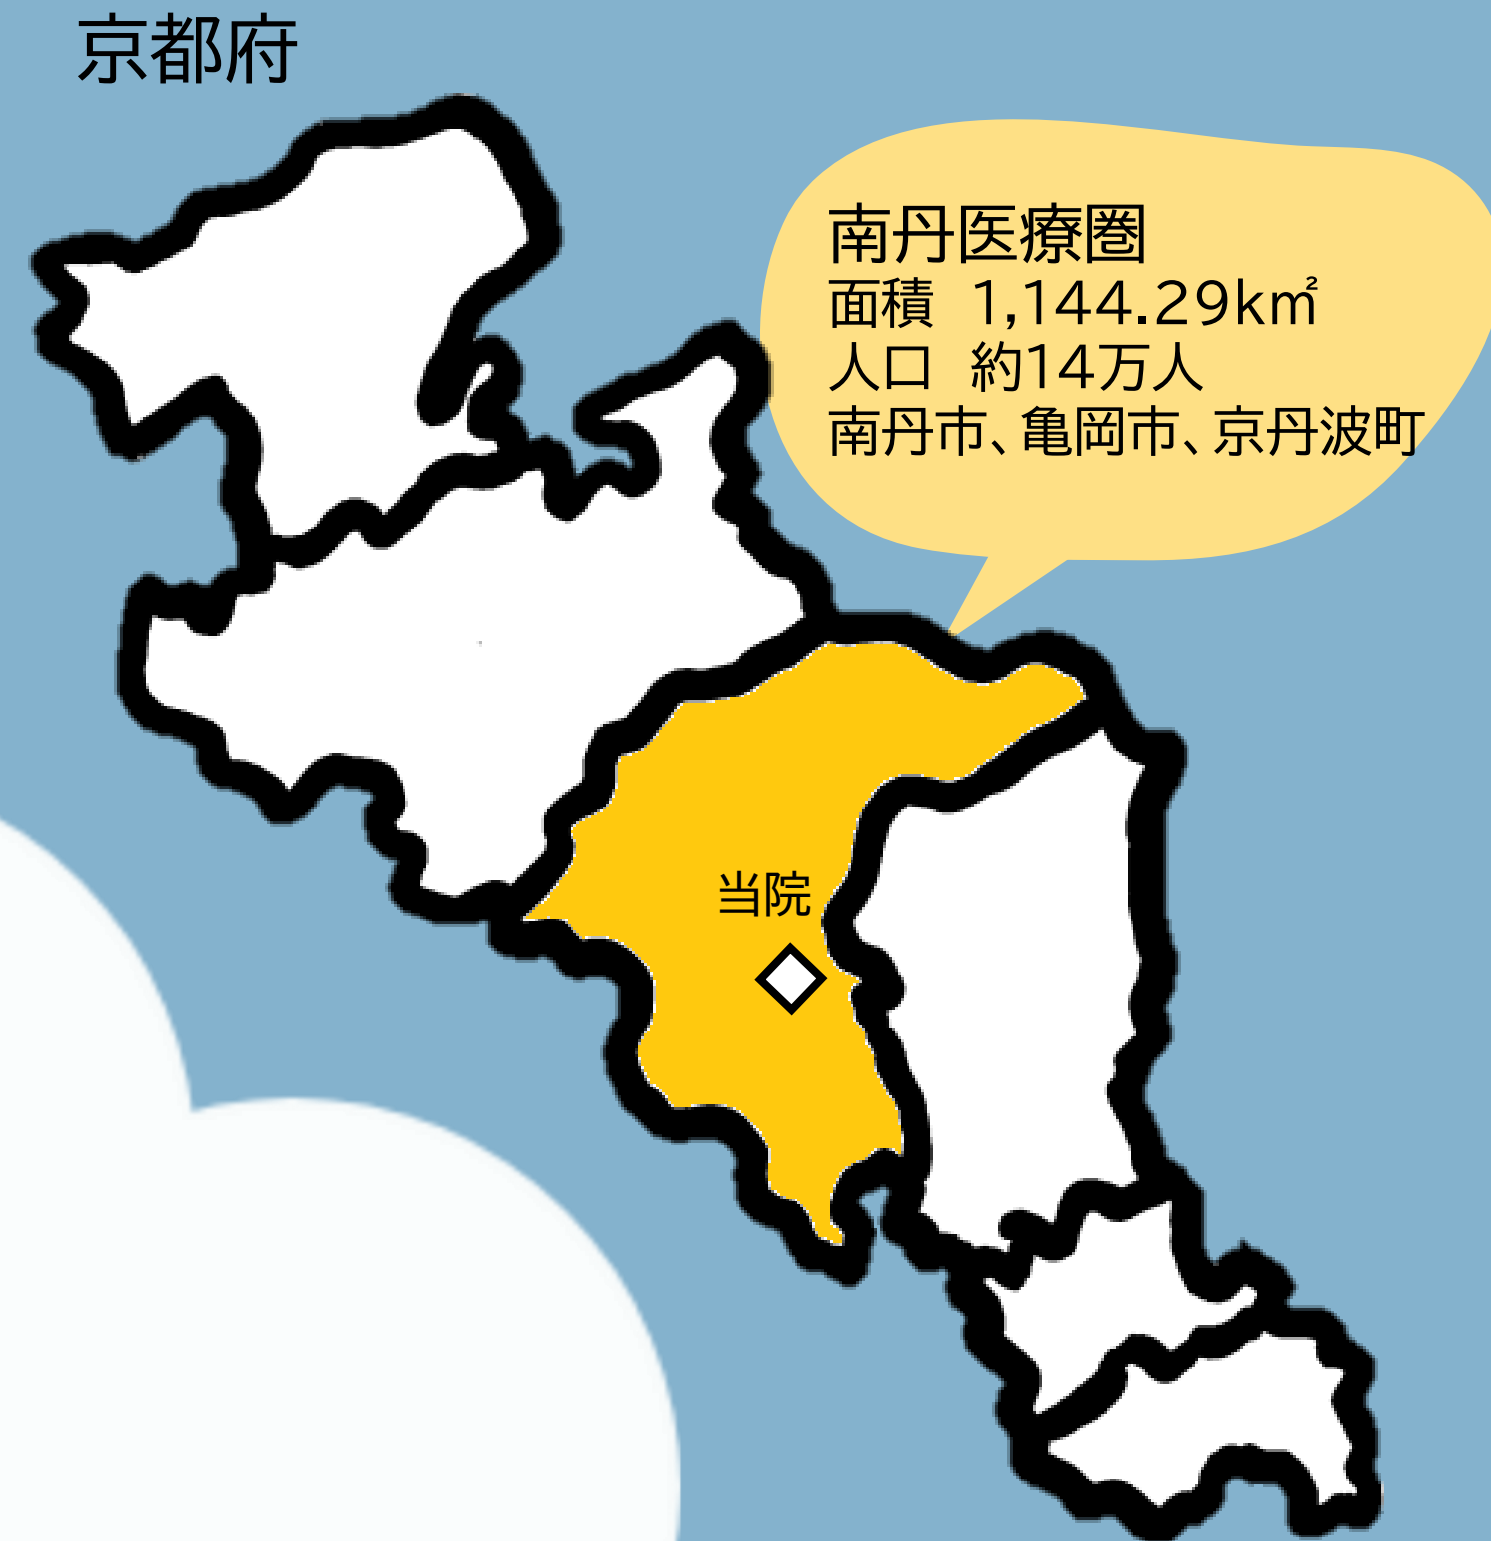 京都府
南丹医療圏
面積　1,144.29k㎡
人口　約14万人
南丹市、亀岡市、京丹波町
当院